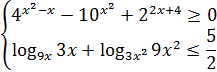 { 4^{x^2-x} - 10^{x^2} + 2^{2x+4} ≥ 0
log_{9x} 3x + log_{3x^2} 9x^2 ≤ 5/2